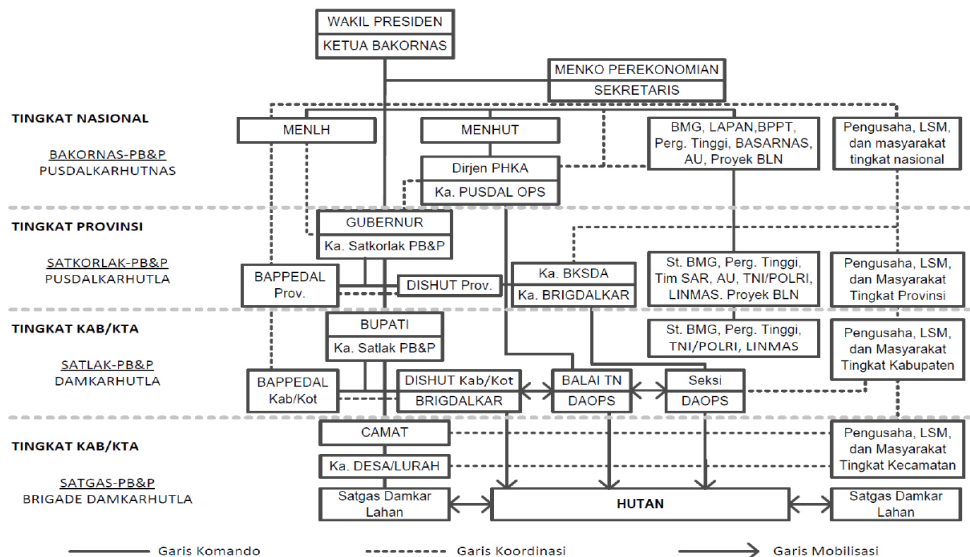 WAKIL PRESIDEN
KETUA BAKORNAS
MENKO PEREKONOMIAN
SEKRETARIS
TINGKAT NASIONAL
BAKORNAS-PB&P
PUSDALKARHUTNAS
MENLH
MENHUT
Dirjen PHKA
Ka. PUSDAL OPS
BMG, LAPAN,BPPT,
Perg. Tinggi, BASARNAS,
AU, Proyek BLN
Pengusaha, LSM,
dan masyarakat
tingkat nasional
TINGKAT PROVINSI
SATKORLAK-PB&P
PUSDALKARHUTLA
GUBERNUR
Ka. Satkorlak PB&P
BAPPEDAL
Prov.
DISHUT Prov.
Ka. BKSDA
Ka. BRIGDALKAR
St. BMG, Perg. Tinggi,
Tim SAR, AU, TNI/POLRI,
LINMAS. Proyek BLN
Pengusaha, LSM,
dan Masyarakat
Tingkat Provinsi
TINGKAT KAB/KTA
SATLAK-PB&P
DAMKARHUTLA
BUPATI
Ka. Satlak PB&P
St. BMG, Perg. Tinggi,
TNI/POLRI, LINMAS
Pengusaha, LSM,
dan Masyarakat
Tingkat Kabupaten
BAPPEDAL
Kab/Kot
DISHUT Kab/Kot
BRIGDALKAR
BALAI TN
DAOPS
Seksi
DAOPS
TINGKAT KAB/KTA
SATGAS-PB&P
BRIGADE DAMKARHUTLA
CAMAT
Ka. DESA/LURAH
Pengusaha, LSM,
dan Masyarakat
Tingkat Kecamatan
Satgas Damkar
Lahan
HUTAN
Satgas Damkar
Lahan
Garis Komando
Garis Koordinasi
Garis Mobilisasi